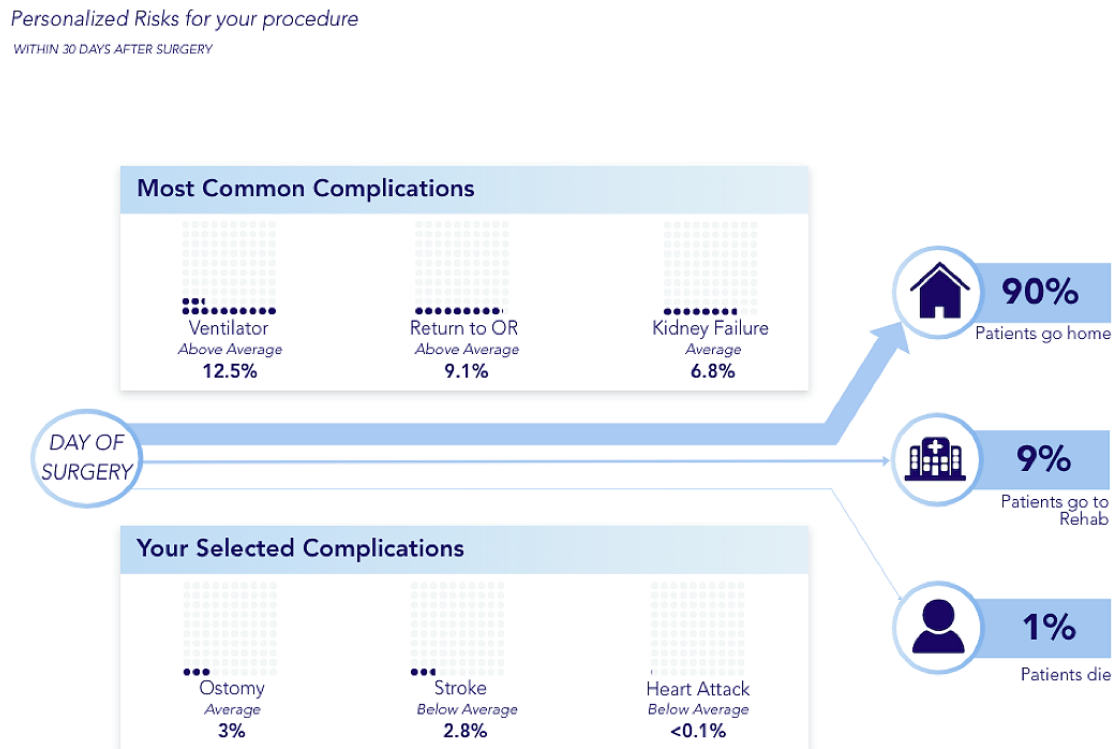 Personalized Risks for your procedure
WITHIN 30 DAYS AFTER SURGERY
Most Common Complications
Ventilator
Above Average
12.5%
Return to OR
Above Average
9.1%
Kidney Failure
Average
6.8%
DAY OF
SURGERY
90%
Patients go home
9%
Patients go to
Rehab
1%
Patients die
Your Selected Complications
Ostomy
Average
3%
Stroke
Below Average
2.8%
Heart Attack
Below Average
<0.1%